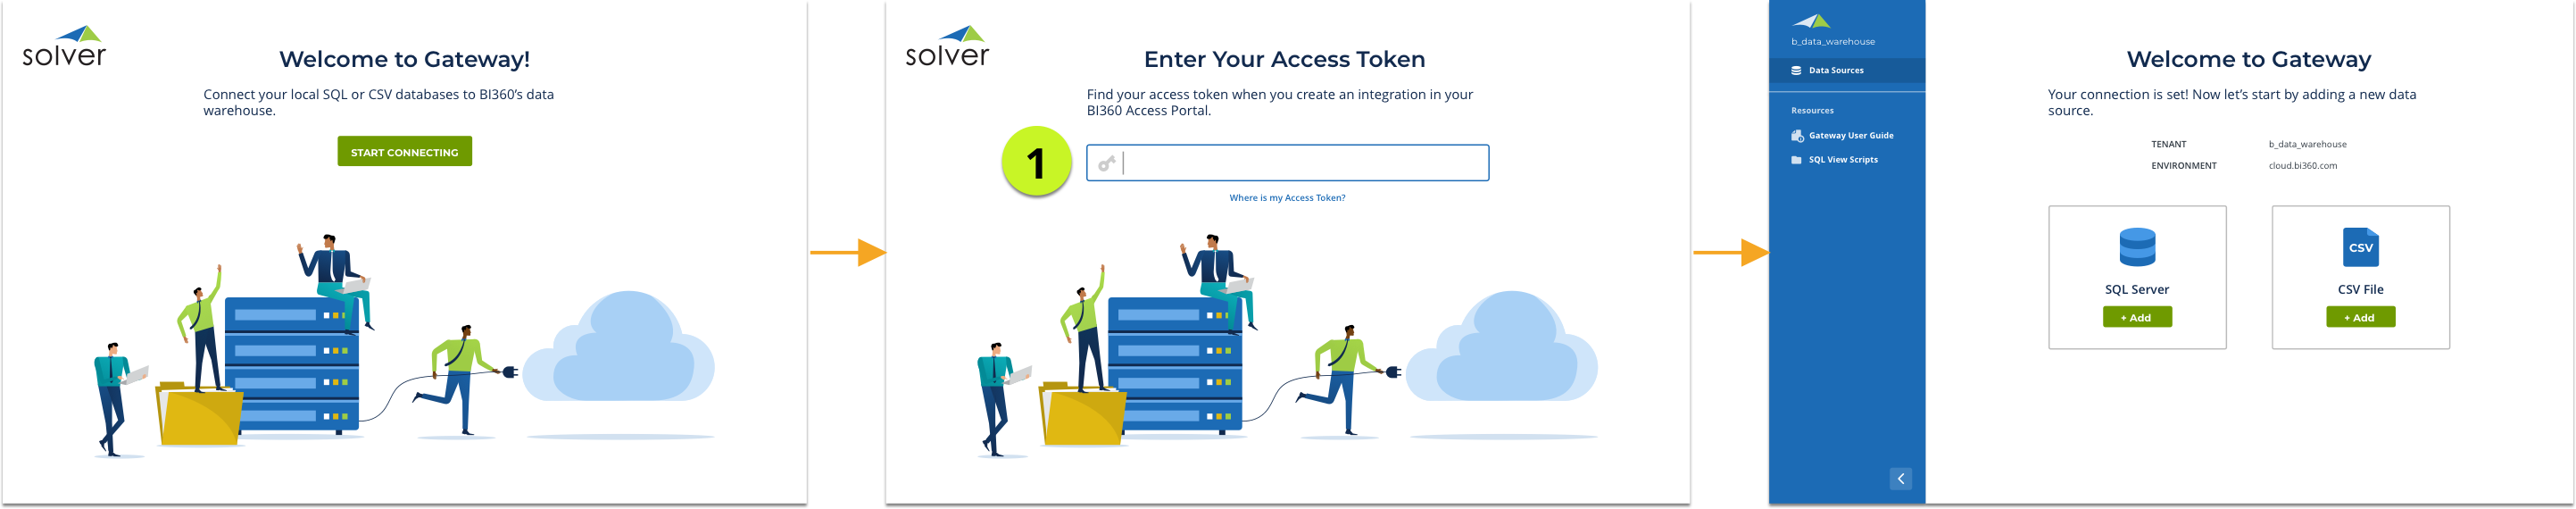 solver
Welcome to Gateway!
Connect your local SQL or CSV databases to BI360's data
warehouse.
START CONNECTING
solver
Enter Your Access Token
Find your access token when you create an integration in your
BI360 Access Portal.
1
Where is my Access Token?
b_data_warehouse
Data Sources
Resources
Gateway User Guide
SQL View Scripts
Welcome to Gateway
Your connection is set! Now let's start by adding a new data
source.
TENANT b_data_warehouse
ENVIRONMENT cloud.bi360.com
CSV
SQL Server CSV File
+ Add + Add